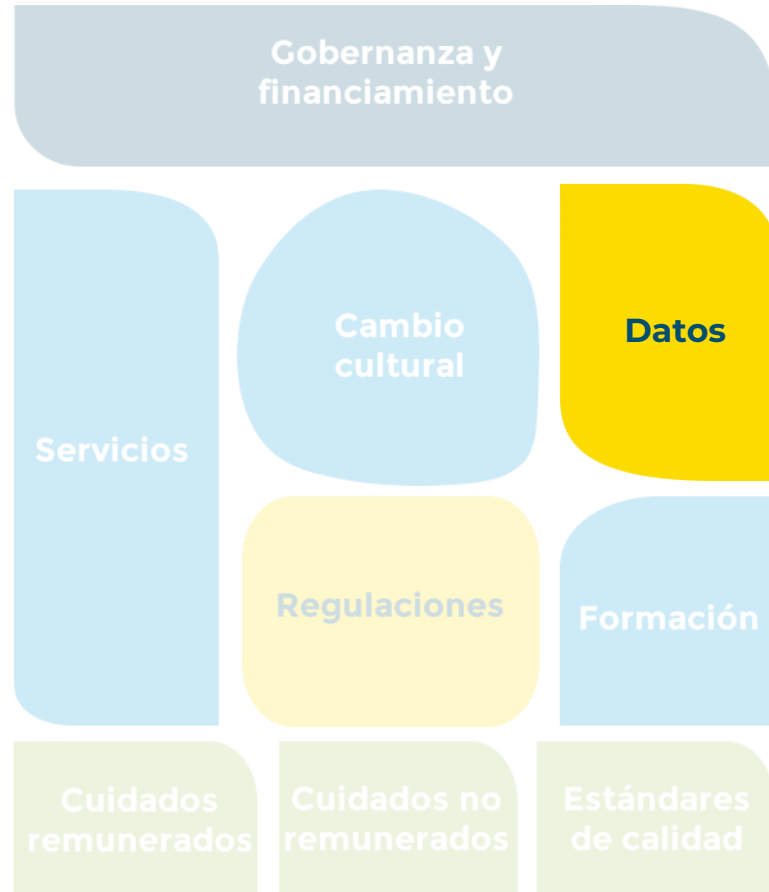 Gobernanza y
financiamiento
Servicios
Cambio
cultural
Datos
Regulaciones
Formación
Cuidados
remunerados
Cuidados no
remunerados
Estándares
de calidad